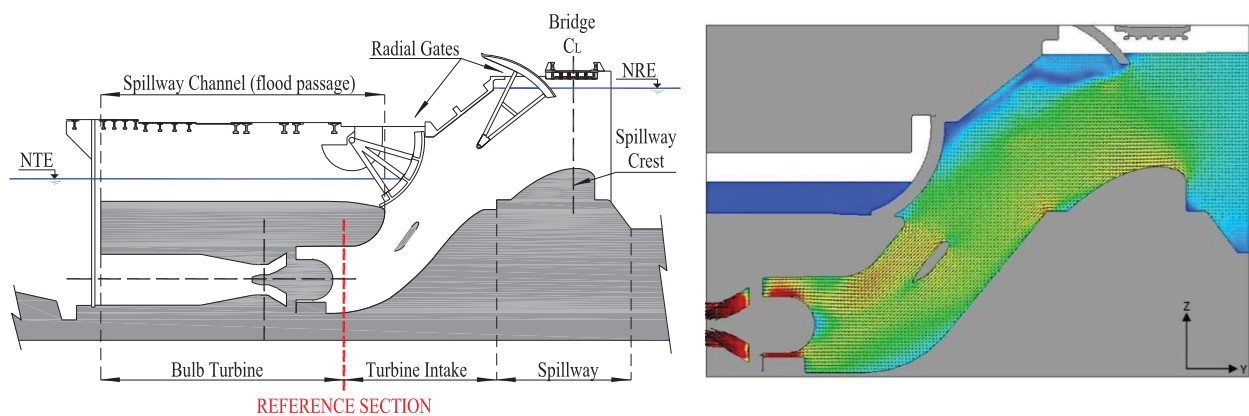 Bridge
CL
Radial Gates
NRE
Spillway Channel (flood passage)
NTE
Spillway
Crest
Bulb Turbine
Turbine Intake
Spillway
REFERENCE SECTION
Z
Y